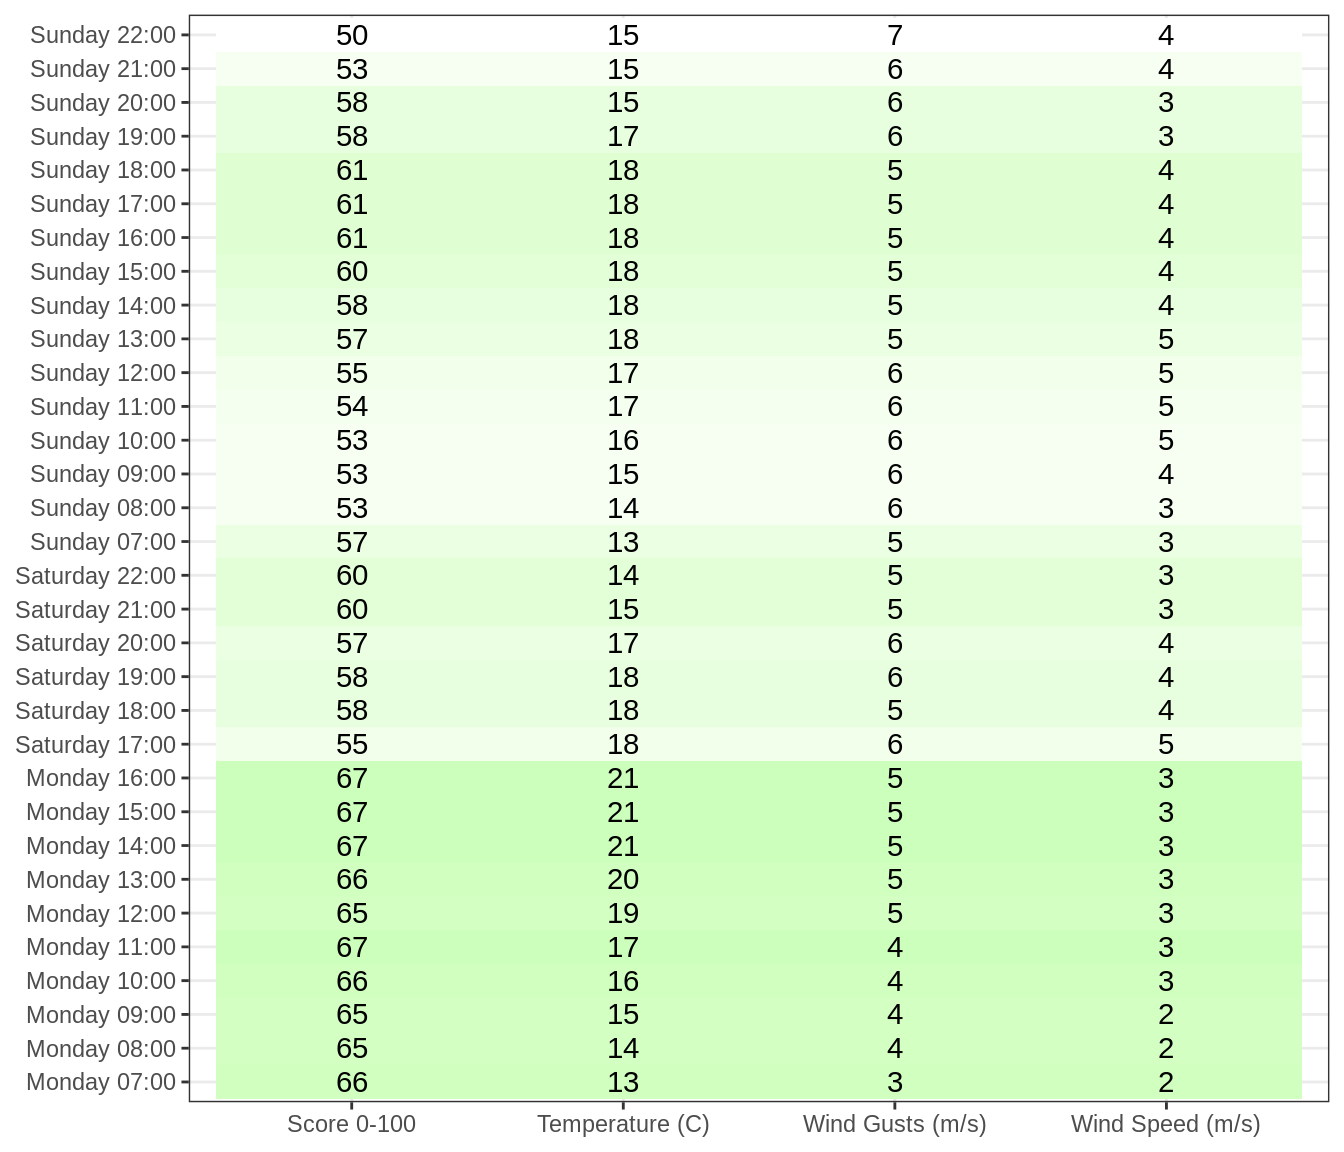 Sunday 22:00 50 15 7 4
Sunday 21:00 53 15 6 4
Sunday 20:00 58 15 6 3
Sunday 19:00 58 17 6 3
Sunday 18:00 61 18 5 4
Sunday 17:00 61 18 5 4
Sunday 16:00 61 18 5 4
Sunday 15:00 60 18 5 4
Sunday 14:00 58 18 5 4
Sunday 13:00 57 18 5 5
Sunday 12:00 55 17 6 5
Sunday 11:00 54 17 6 5
Sunday 10:00 53 16 6 5
Sunday 09:00 53 15 6 4
Sunday 08:00 53 14 6 3
Sunday 07:00 57 13 5 3
Saturday 22:00 60 14 5 3
Saturday 21:00 60 15 5 3
Saturday 20:00 57 17 6 4
Saturday 19:00 58 18 6 4
Saturday 18:00 58 18 5 4
Saturday 17:00 55 18 6 5
Monday 16:00 67 21 5 3
Monday 15:00 67 21 5 3
Monday 14:00 67 21 5 3
Monday 13:00 66 20 5 3
Monday 12:00 65 19 5 3
Monday 11:00 67 17 4 3
Monday 10:00 66 16 4 3
Monday 09:00 65 15 4 2
Monday 08:00 65 14 4 2
Monday 07:00 66 13 3 2
Score 0-100 Temperature (C) Wind Gusts (m/s) Wind Speed (m/s)